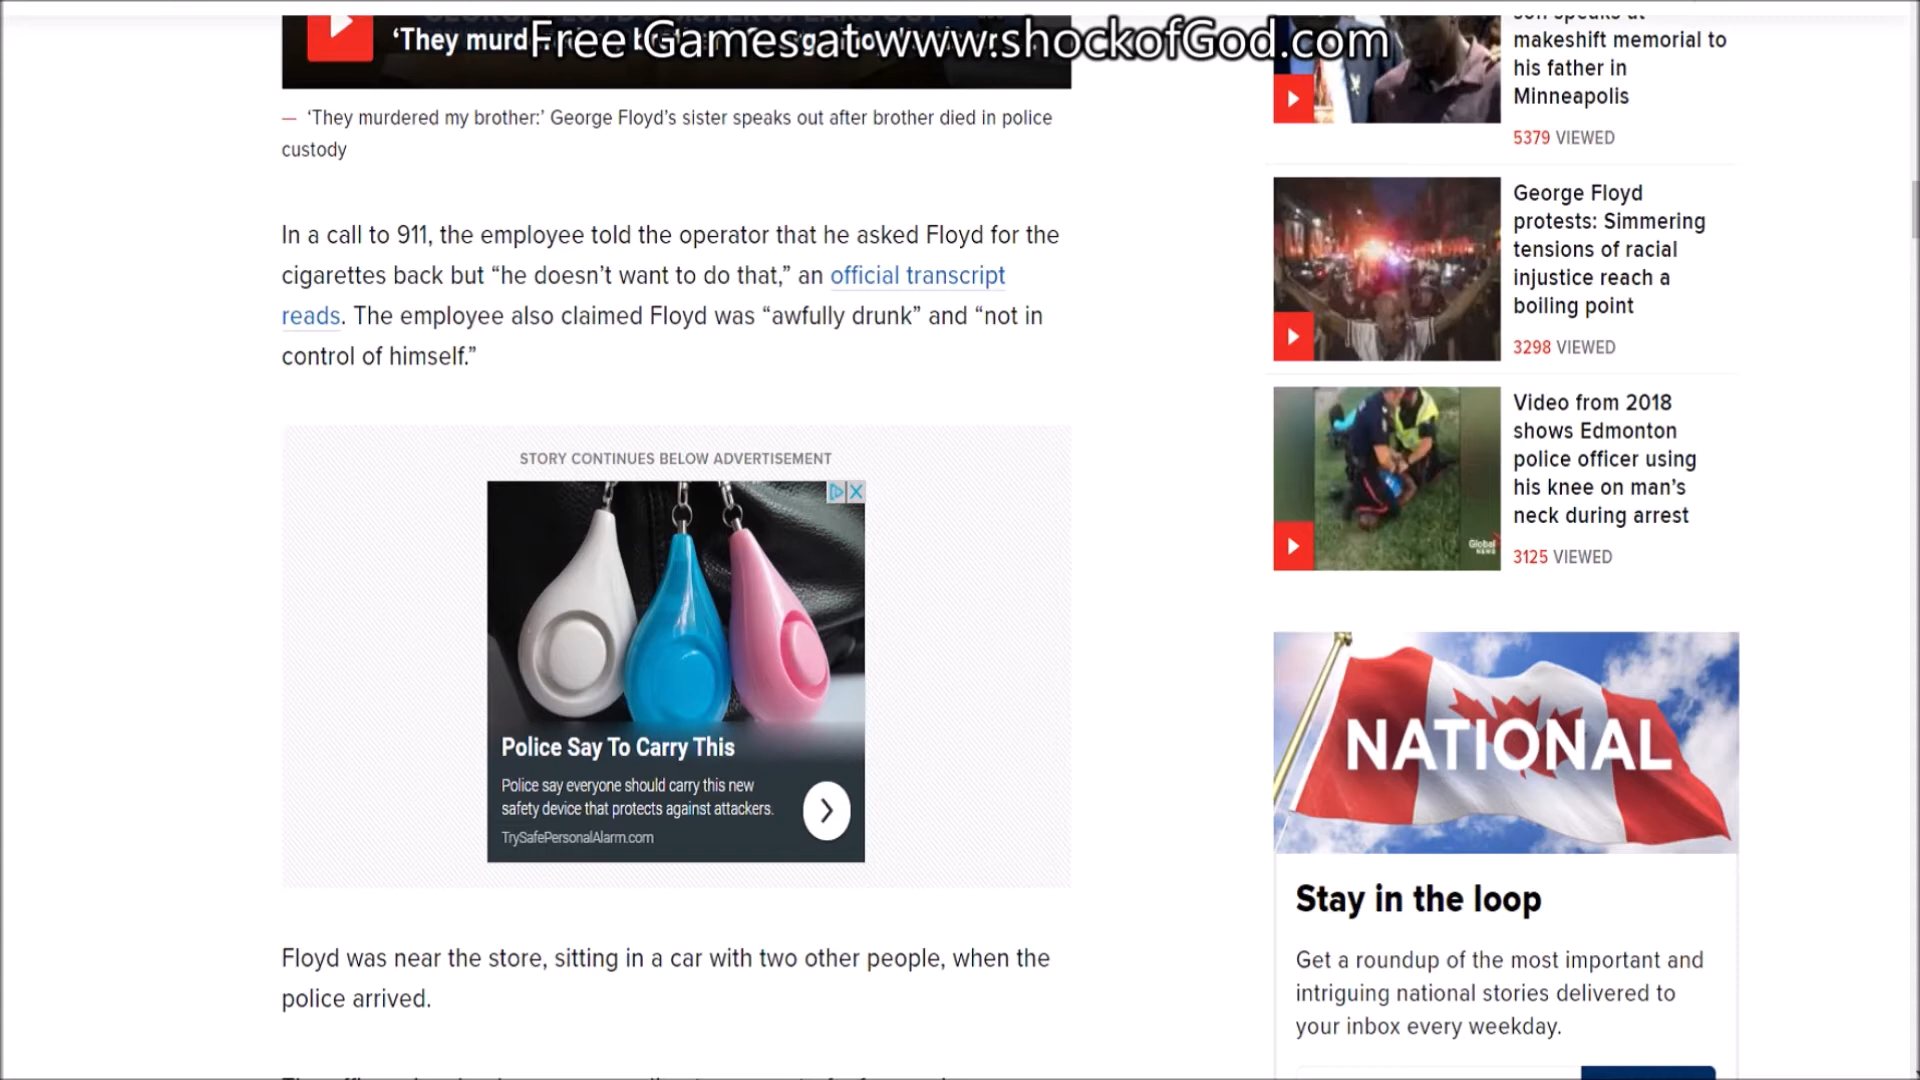 Free Games at www.shockofGod.com
‘They murd
— ‘They murdered my brother:’ George Floyd’s sister speaks out after brother died in police
custody
In a call to 911, the employee told the operator that he asked Floyd for the
cigarettes back but “he doesn’t want to do that,” an official transcript
reads. The employee also claimed Floyd was “awfully drunk” and “not in
control of himself.”
STORY CONTINUES BELOW ADVERTISEMENT
Police Say To Carry This
Police say everyone should carry this new
safety device that protects against attackers.
TrySafePersonalAlarm.com
Floyd was near the store, sitting in a car with two other people, when the
police arrived.
son speaks at
makeshift memorial to
his father in
Minneapolis
5379 VIEWED
George Floyd
protests: Simmering
tensions of racial
injustice reach a
boiling point
3298 VIEWED
Video from 2018
shows Edmonton
police officer using
his knee on man’s
neck during arrest
3125 VIEWED
Global
NEWS
NATIONAL
Stay in the loop
Get a roundup of the most important and
intriguing national stories delivered to
your inbox every weekday.